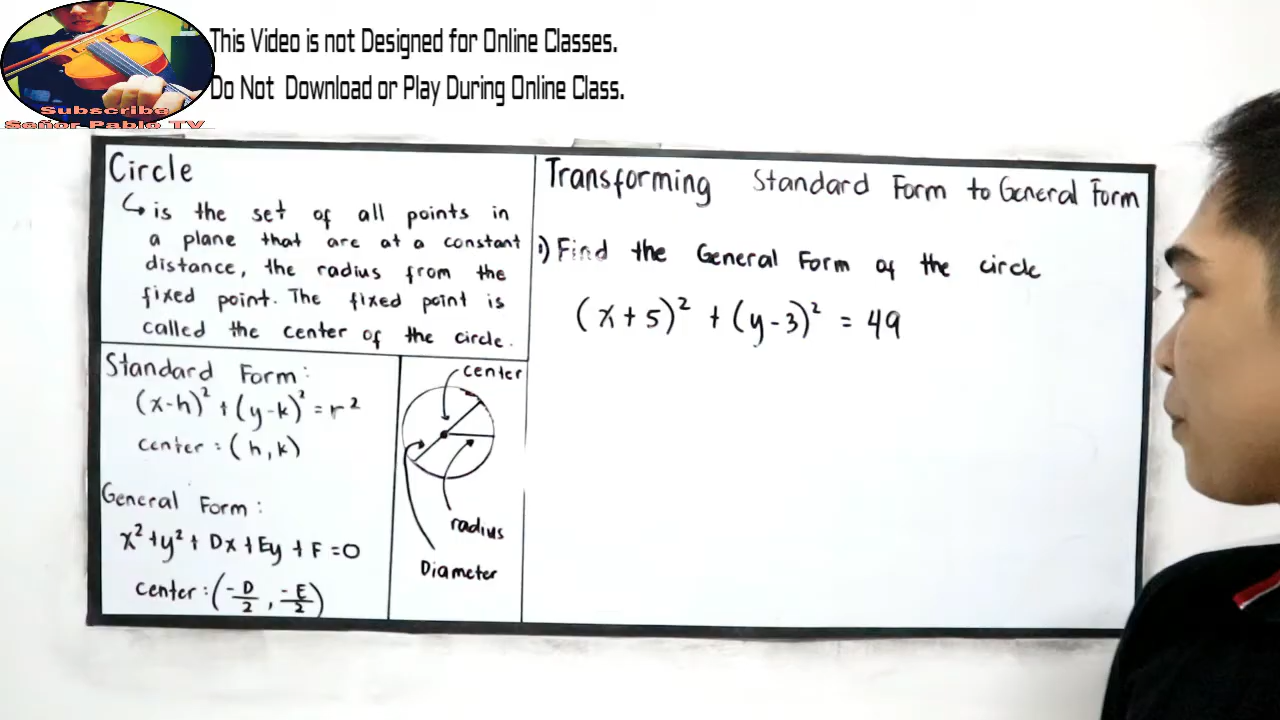 This Video is not Designed for Online Classes.
Do Not Download or Play During Online Class.
Subscribe
Señor Pablo TV
Circle
↳ is the set of all points in
a plane that are at a constant
distance, the radius from the
fixed point. The fixed point is
called the center of the circle.
Standard Form:
(x-h)² + (y-k)² = r²
center : (h, k)
General Form:
x² + y² + Dx + Ey + F = 0
center : (-D/2, -E/2)
center
radius
Diameter
Transforming Standard Form to General Form
1) Find the General Form of the circle
(x+5)² + (y-3)² = 49